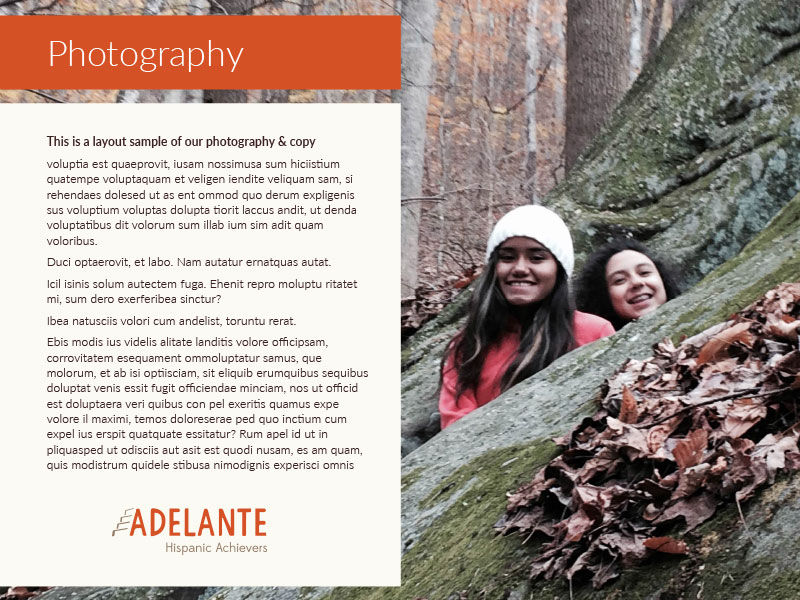 Photography
This is a layout sample of our photography & copy
voluptia est quaeprovit, iusam nossimusa sum hiciistium
quatempe voluptaquam et veligen iendite veliquam sam, si
rehendaes dolesed ut as ent ommod quo derum expligenis
sus voluptium voluptas dolupta tiorit laccus andit, ut denda
voluptatibus dit volorum sum illab ium sim adit quam
voloribus.
Duci optaerovit, et labo. Nam autatur ernatquas autat.
Icil isinis solum autectem fuga. Ehenit repro moluptu ritatet
mi, sum dero exerferibea sinctur?
Ibea natusciis volori cum andelist, toruntu rerat.
Ebis modis ius videlis alitate landitis volore officipsam,
corrovitatem esequament ommoluptatur samus, que
molorum, et ab isi optiisciam, sit eliquib erumquibus sequibus
doluptat venis essit fugit officiendae minciam, nos ut officid
est doluptaera veri quibus con pel exeritis quamus expe
volore il maximi, temos doloreserae ped quo inctium cum
expel ius erspit quatquate essitatur? Rum apel id ut in
pliquasped ut odisciis aut asit est quodi nusam, es am quam,
quis modistrum quidele stibusa nimodignis experisci omnis
ADELANTE
Hispanic Achievers